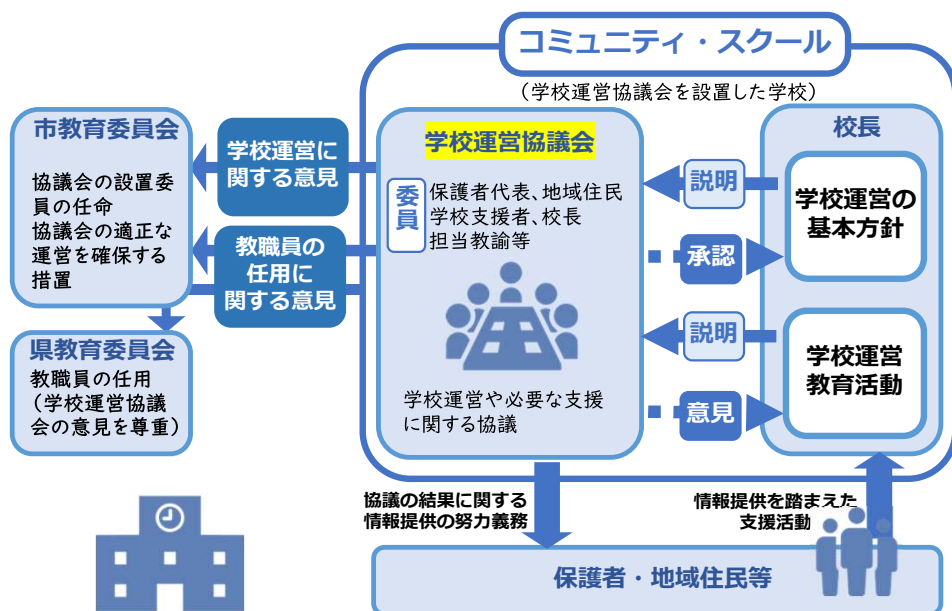 コミュニティ・スクール
（学校運営協議会を設置した学校）
市教育委員会
協議会の設置委
員の任命
協議会の適正な
運営を確保する
措置
学校運営に
関する意見
教職員の
任用に
関する意見
県教育委員会
教職員の任用
（学校運営協議
会の意見を尊重）
学校運営協議会
委員
保護者代表、地域住民
学校支援者、校長
担当教諭等
学校運営や必要な支援
に関する協議
説明
承認
説明
意見
校長
学校運営の
基本方針
学校運営
教育活動
協議の結果に関する
情報提供の努力義務
情報提供を踏まえた
支援活動
保護者・地域住民等